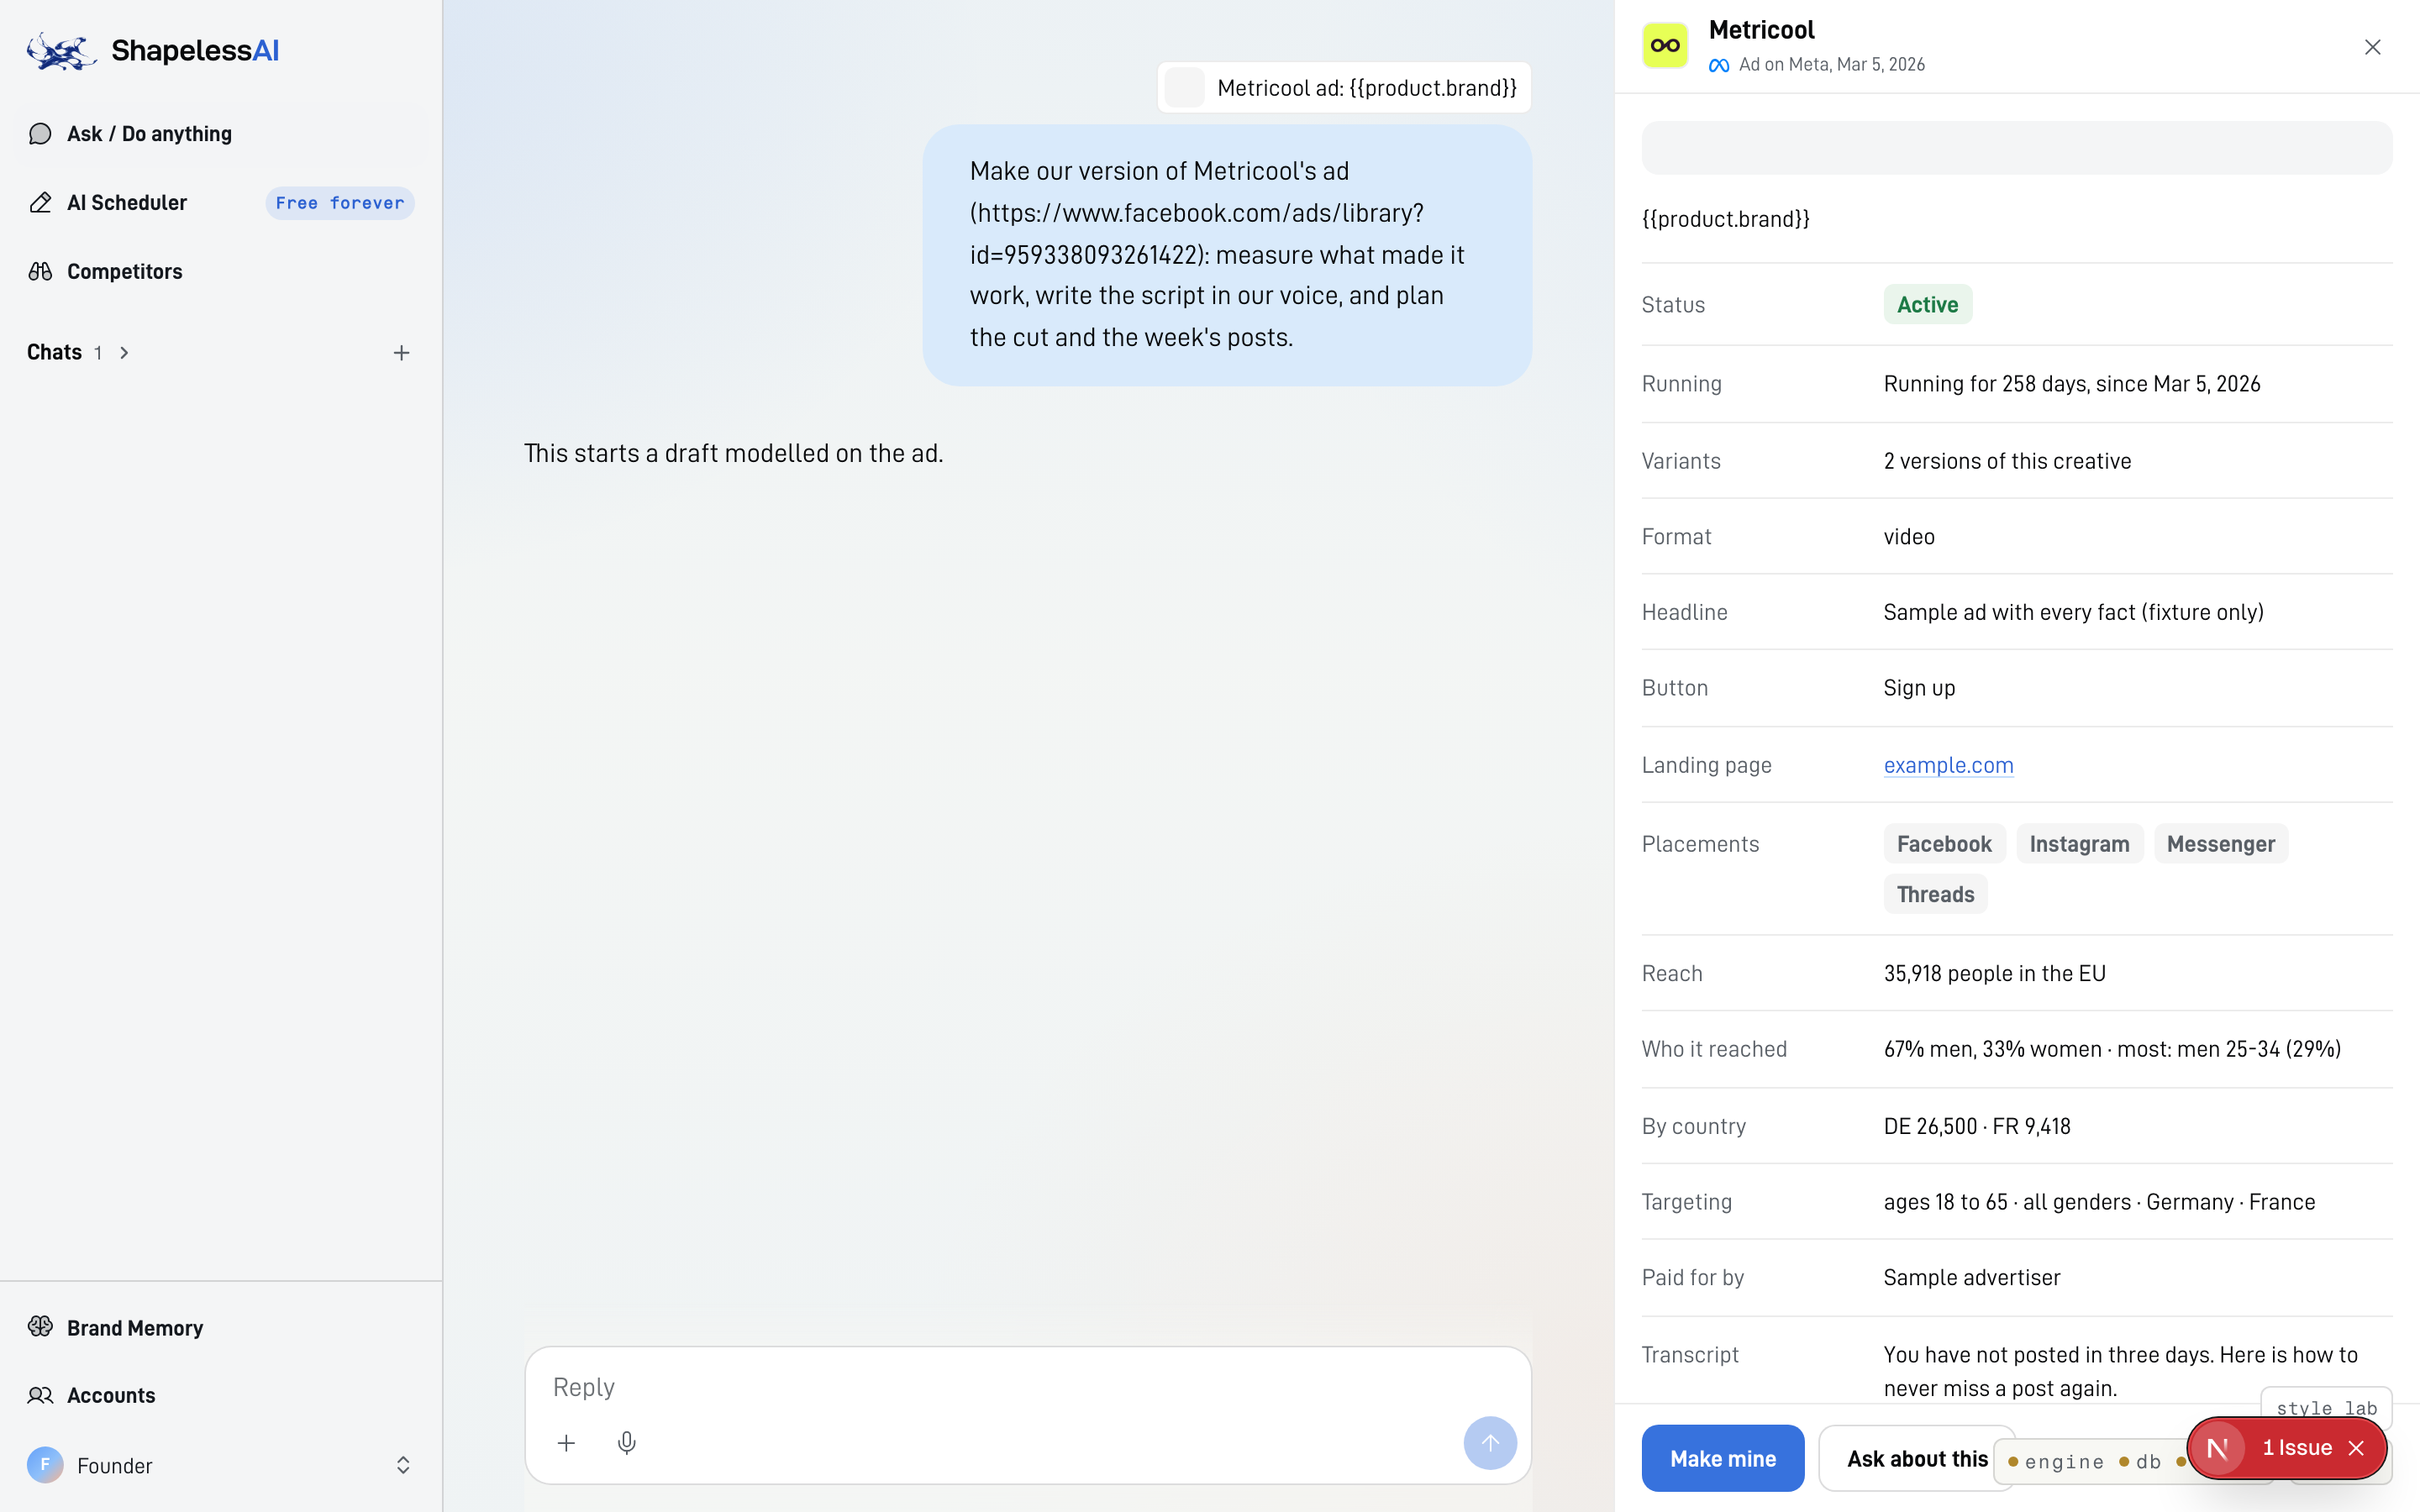 ShapelessAI
Ask / Do anything
AI Scheduler
Free forever
Competitors
Chats 1
Brand Memory
Accounts
F
Founder
Metricool ad: {{product.brand}}
Make our version of Metricool's ad
(https://www.facebook.com/ads/library?
id=959338093261422): measure what made it
work, write the script in our voice, and plan
the cut and the week's posts.
This starts a draft modelled on the ad.
Reply
Metricool
Ad on Meta, Mar 5, 2026
{{product.brand}}
Status Active
Running Running for 258 days, since Mar 5, 2026
Variants 2 versions of this creative
Format video
Headline Sample ad with every fact (fixture only)
Button Sign up
Landing page example.com
Placements Facebook Instagram Messenger
Threads
Reach 35,918 people in the EU
Who it reached 67% men, 33% women · most: men 25-34 (29%)
By country DE 26,500 · FR 9,418
Targeting ages 18 to 65 · all genders · Germany · France
Paid for by Sample advertiser
Transcript You have not posted in three days. Here is how to
never miss a post again.
style lab
Make mine
Ask about this
engine
db
N
1 Issue